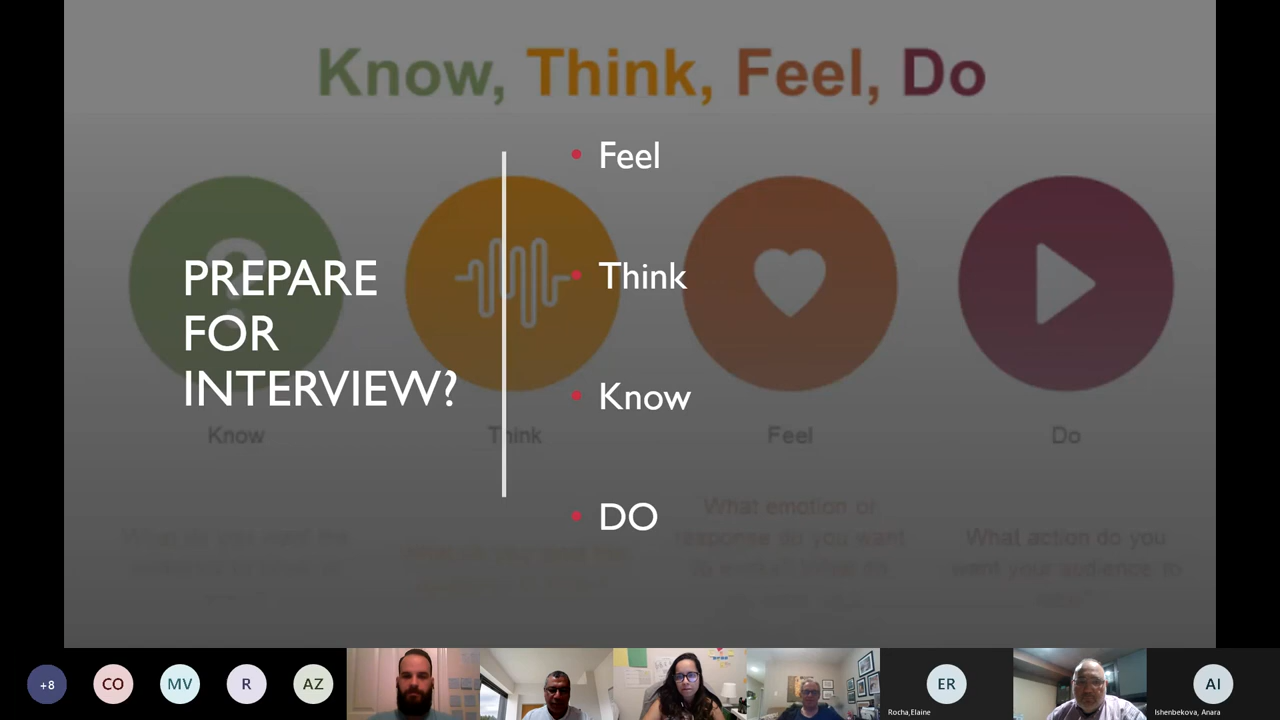 Know, Think, Feel, Do
PREPARE
FOR
INTERVIEW?
Feel
Think
Know
DO
Know
Think
Feel
Do
What emotion or
response do you want
What action do you
want your audience to
+8
CO
MV
R
AZ
ER
Rocha,Elaine
AI
Ishenbekova, Anara